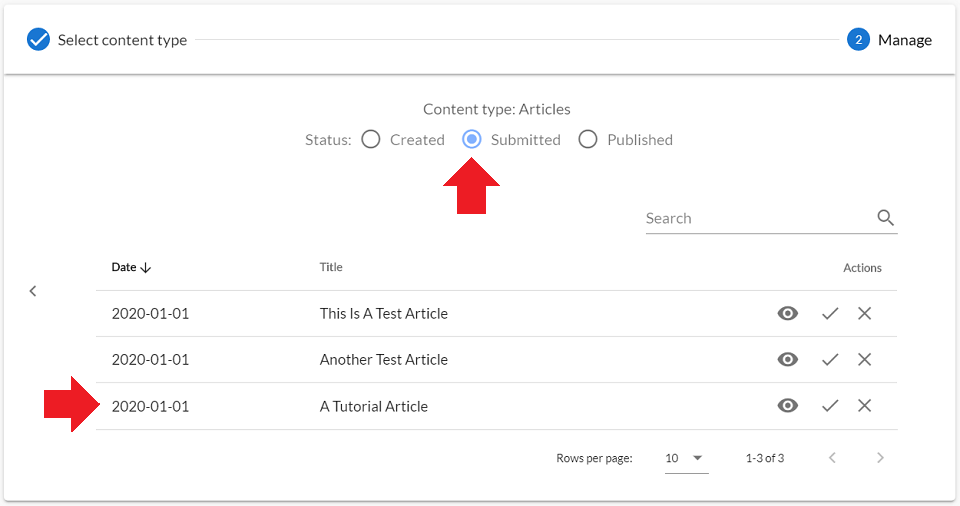 Select content type 2 Manage
Content type: Articles
Status: Created Submitted Published
Search
Date Title Actions
2020-01-01 This Is A Test Article
2020-01-01 Another Test Article
2020-01-01 A Tutorial Article
Rows per page: 10 1-3 of 3